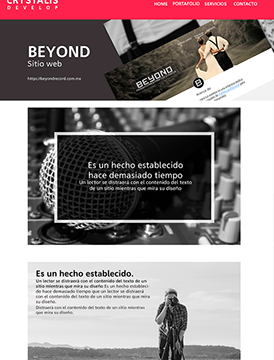 CRYSTALIS
DEVELOP
HOME PORTAFOLIO SERVICIOS CONTACTO
BEYOND
Sitio web
https://beyondrecord.com.mx
BEYOND
B
Es un hecho establecido
hace demasiado tiempo
Un lector se distraerá con el contenido del texto
de un sitio mientras que mira su diseño
Es un hecho establecido.
Un lector se distraerá con el contenido del texto de
un sitio mientras que mira su diseño Es un hecho estableci-
do hace demasiado tiempo que un lector se distraerá con
el contenido del texto de un sitio mientras que mira
su diseño.
Distraerá con el contenido del texto de un sitio mientras
que mira su diseño.